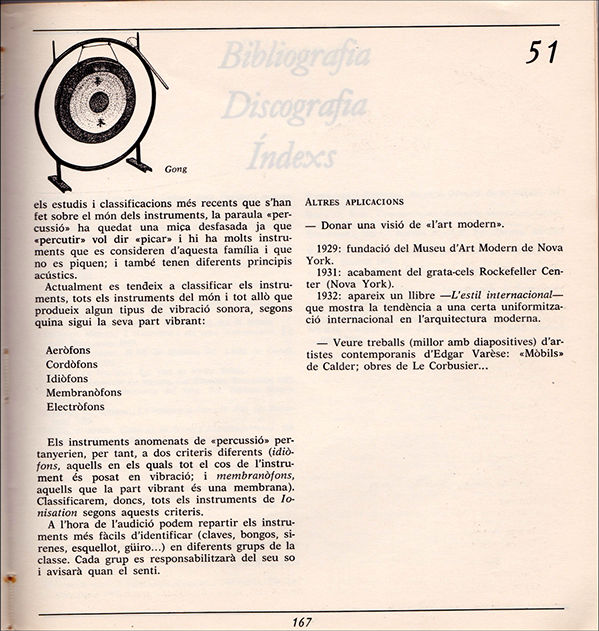 51
Bibliografia
Discografia
Índexs
Gong
els estudis i classificacions més recents que s'han
fet sobre el món dels instruments, la paraula «per-
cussió» ha quedat una mica desfasada ja que
«percutir» vol dir «picar» i hi ha molts instru-
ments que es consideren d'aquesta família i que
no es piquen; i també tenen diferents principis
acústics.
Actualment es tendeix a classificar els instru-
ments, tots els instruments del món i tot allò que
produeix algun tipus de vibració sonora, segons
quina sigui la seva part vibrant:
Aeròfons
Cordòfons
Idiòfons
Membranòfons
Electròfons
Els instruments anomenats de «percussió» per-
tanyerien, per tant, a dos criteris diferents (idiò-
fons, aquells en els quals tot el cos de l'instru-
ment és posat en vibració; i membranòfons,
aquells que la part vibrant és una membrana).
Classificarem, doncs, tots els instruments de Io-
nisation segons aquests criteris.
A l'hora de l'audició podem repartir els instru-
ments més fàcils d'identificar (claves, bongos, si-
renes, esquellot, güiro...) en diferents grups de la
classe. Cada grup es responsabilitzarà del seu so
i avisarà quan el senti.
ALTRES APLICACIONS
— Donar una visió de «l'art modern».
1929: fundació del Museu d'Art Modern de Nova
York.
1931: acabament del grata-cels Rockefeller Cen-
ter (Nova York).
1932: apareix un llibre —L'estil internacional—
que mostra la tendència a una certa uniformitza-
ció internacional en l'arquitectura moderna.
— Veure treballs (millor amb diapositives) d'ar-
tistes contemporanis d'Edgar Varèse: «Mòbils»
de Calder; obres de Le Corbusier...
167